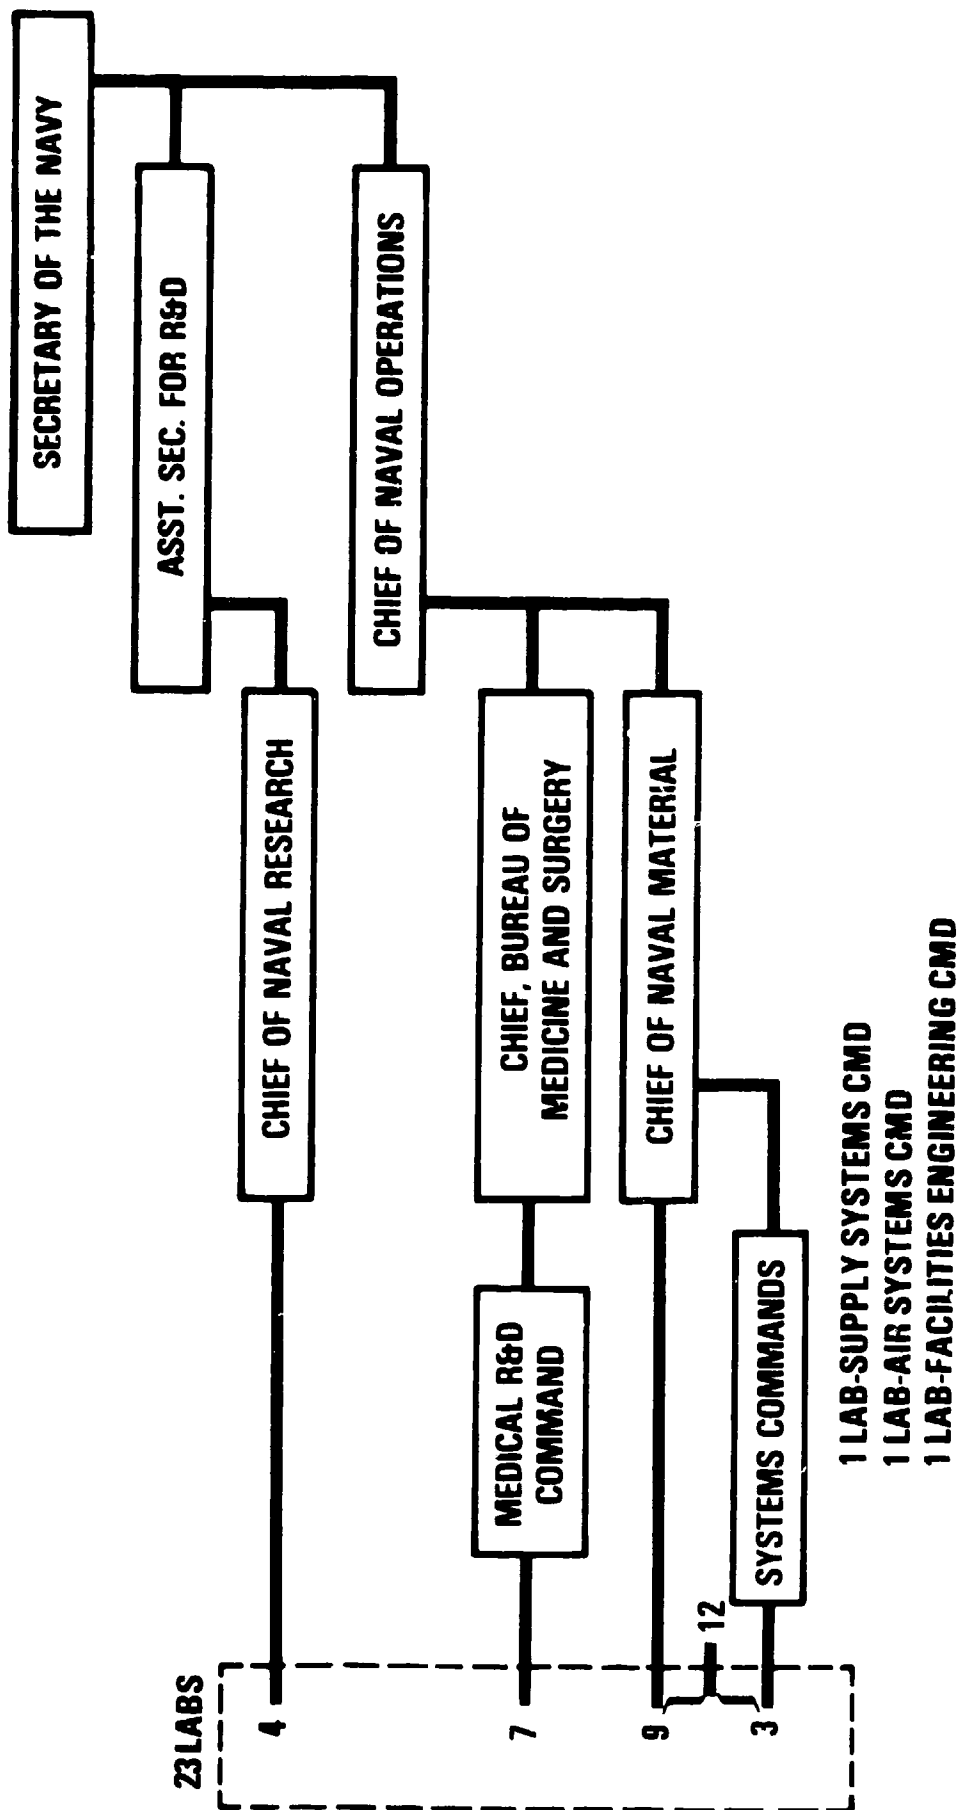 SECRETARY OF THE NAVY
ASST. SEC. FOR R&D
CHIEF OF NAVAL OPERATIONS
CHIEF OF NAVAL RESEARCH
CHIEF, BUREAU OF
MEDICINE AND SURGERY
CHIEF OF NAVAL MATERIAL
MEDICAL R&D
COMMAND
SYSTEMS COMMANDS
23 LABS
4
7
9
12
3
1 LAB-SUPPLY SYSTEMS CMD
1 LAB-AIR SYSTEMS CMD
1 LAB-FACILITIES ENGINEERING CMD